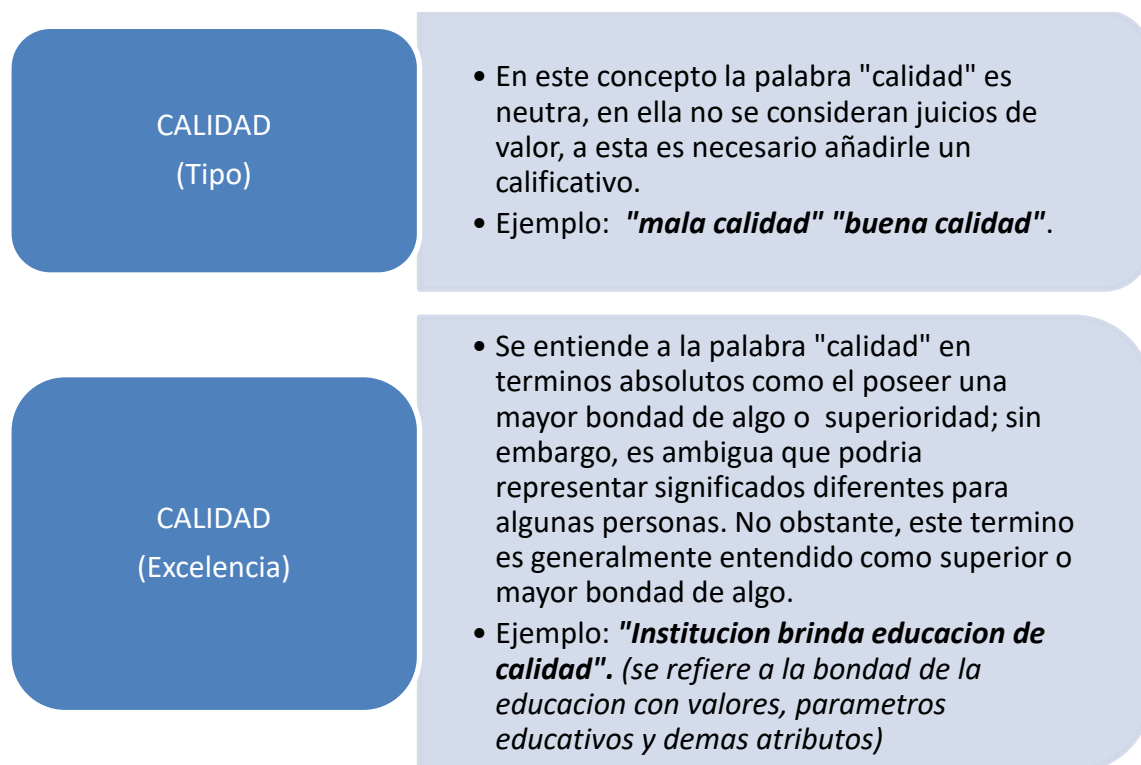 CALIDAD
(Tipo)
• En este concepto la palabra "calidad" es
neutra, en ella no se consideran juicios de
valor, a esta es necesario añadirle un
calificativo.
• Ejemplo: "mala calidad" "buena calidad".
CALIDAD
(Excelencia)
• Se entiende a la palabra "calidad" en
terminos absolutos como el poseer una
mayor bondad de algo o superioridad; sin
embargo, es ambigua que podria
representar significados diferentes para
algunas personas. No obstante, este termino
es generalmente entendido como superior o
mayor bondad de algo.
• Ejemplo: "Institucion brinda educacion de
calidad". (se refiere a la bondad de la
educacion con valores, parametros
educativos y demas atributos)